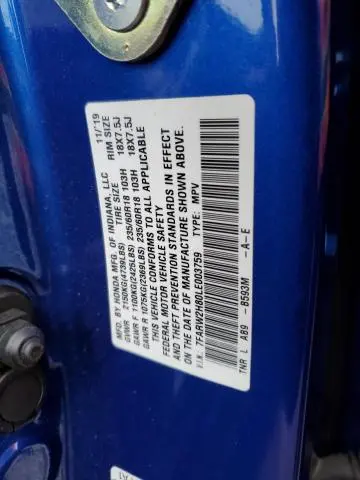 MFD. BY HONDA MFG. OF INDIANA, LLC 11/'19
TIRE SIZE RIM SIZE
GVWR 2150KG(4739LBS)
GAWR F 1100KG(2425LBS) 235/60R18 103H 18X7.5J
GAWR R 1075KG(2369LBS) 235/60R18 103H 18X7.5J
THIS VEHICLE CONFORMS TO ALL APPLICABLE
FEDERAL MOTOR VEHICLE SAFETY
AND THEFT PREVENTION STANDARDS IN EFFECT
ON THE DATE OF MANUFACTURE SHOWN ABOVE.
V.I.N. 7FARW2H80LE003759 TYPE: MPV
TNR L AB9 -B593M -A-E